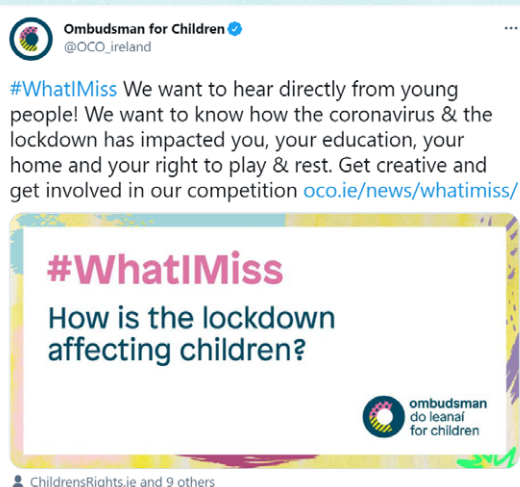 Ombudsman for Children
@OCO_ireland
#WhatIMiss We want to hear directly from young
people! We want to know how the coronavirus & the
lockdown has impacted you, your education, your
home and your right to play & rest. Get creative and
get involved in our competition oco.ie/news/whatimiss/
#WhatIMiss
How is the lockdown
affecting children?
ombudsman
do leanaí
for children
ChildrensRights.ie and 9 others